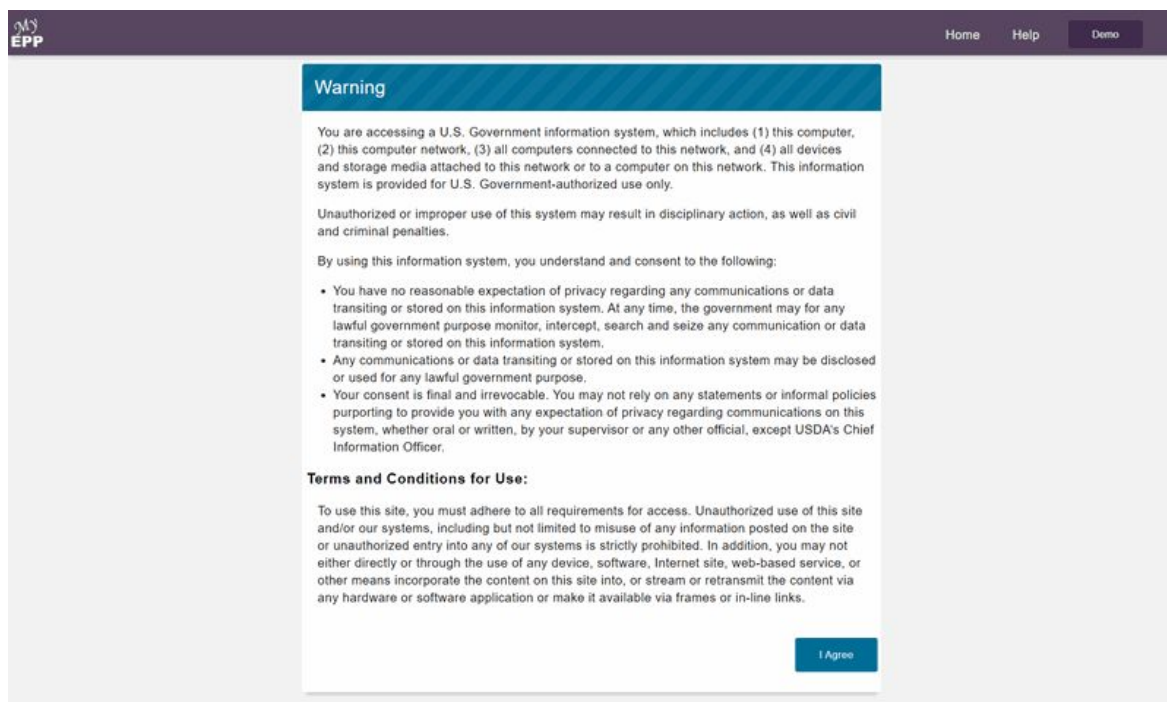 My
EPP
Home Help Demo
Warning
You are accessing a U.S. Government information system, which includes (1) this computer,
(2) this computer network, (3) all computers connected to this network, and (4) all devices
and storage media attached to this network or to a computer on this network. This information
system is provided for U.S. Government-authorized use only.
Unauthorized or improper use of this system may result in disciplinary action, as well as civil
and criminal penalties.
By using this information system, you understand and consent to the following:
• You have no reasonable expectation of privacy regarding any communications or data
transiting or stored on this information system. At any time, the government may for any
lawful government purpose monitor, intercept, search and seize any communication or data
transiting or stored on this information system.
• Any communications or data transiting or stored on this information system may be disclosed
or used for any lawful government purpose.
• Your consent is final and irrevocable. You may not rely on any statements or informal policies
purporting to provide you with any expectation of privacy regarding communications on this
system, whether oral or written, by your supervisor or any other official, except USDA's Chief
Information Officer.
Terms and Conditions for Use:
To use this site, you must adhere to all requirements for access. Unauthorized use of this site
and/or our systems, including but not limited to misuse of any information posted on the site
or unauthorized entry into any of our systems is strictly prohibited. In addition, you may not
either directly or through the use of any device, software, Internet site, web-based service, or
other means incorporate the content on this site into, or stream or retransmit the content via
any hardware or software application or make it available via frames or in-line links.
I Agree